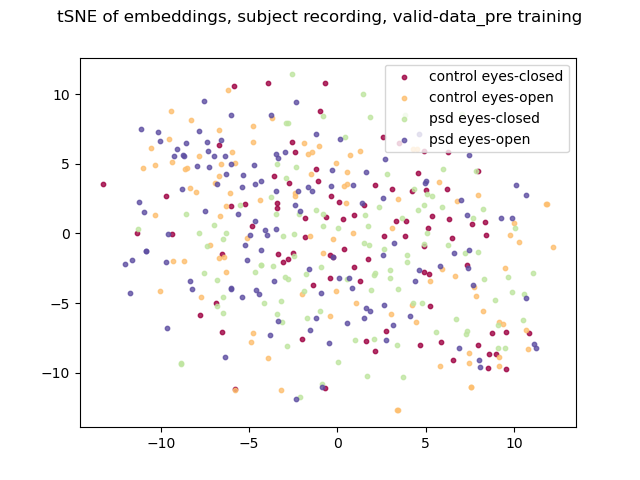 tSNE of embeddings, subject recording, valid-data_pre training
control eyes-closed
control eyes-open
psd eyes-closed
psd eyes-open
10
5
0
−5
−10
−10
−5
0
5
10